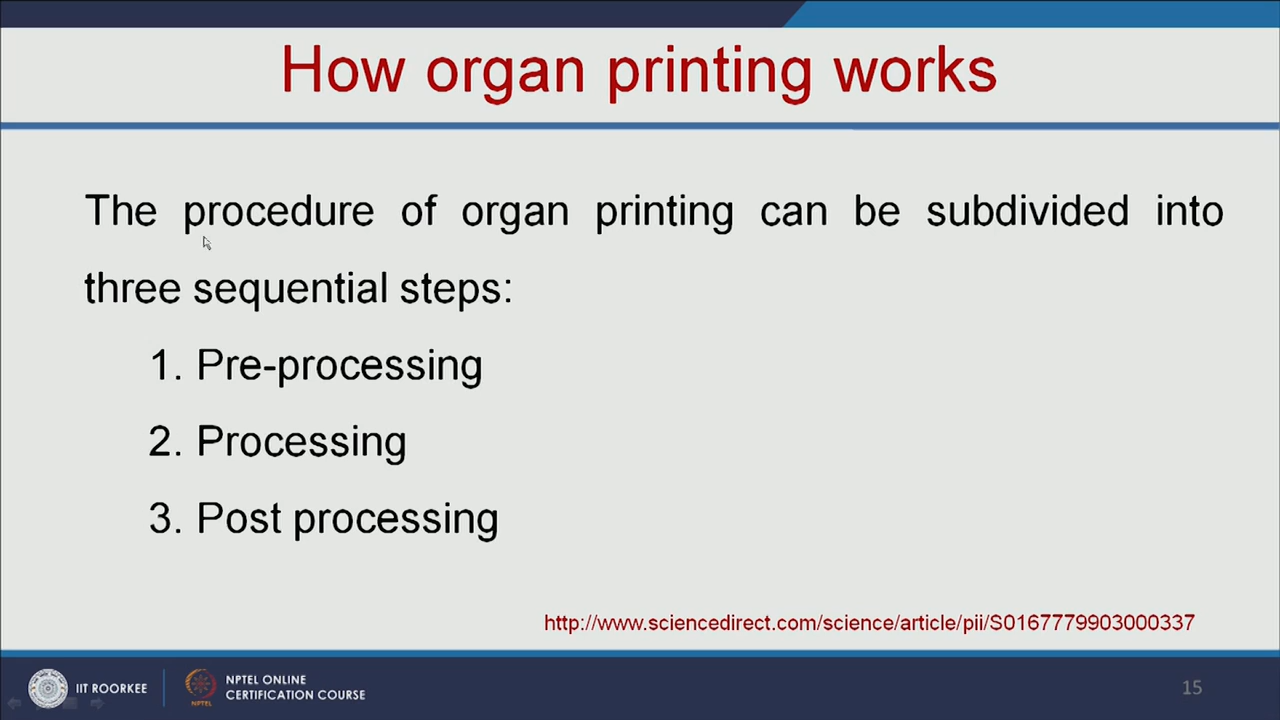 How organ printing works
The procedure of organ printing can be subdivided into
three sequential steps:
1. Pre-processing
2. Processing
3. Post processing
http://www.sciencedirect.com/science/article/pii/S0167779903000337
IIT ROORKEE
NPTEL
NPTEL ONLINE
CERTIFICATION COURSE
15